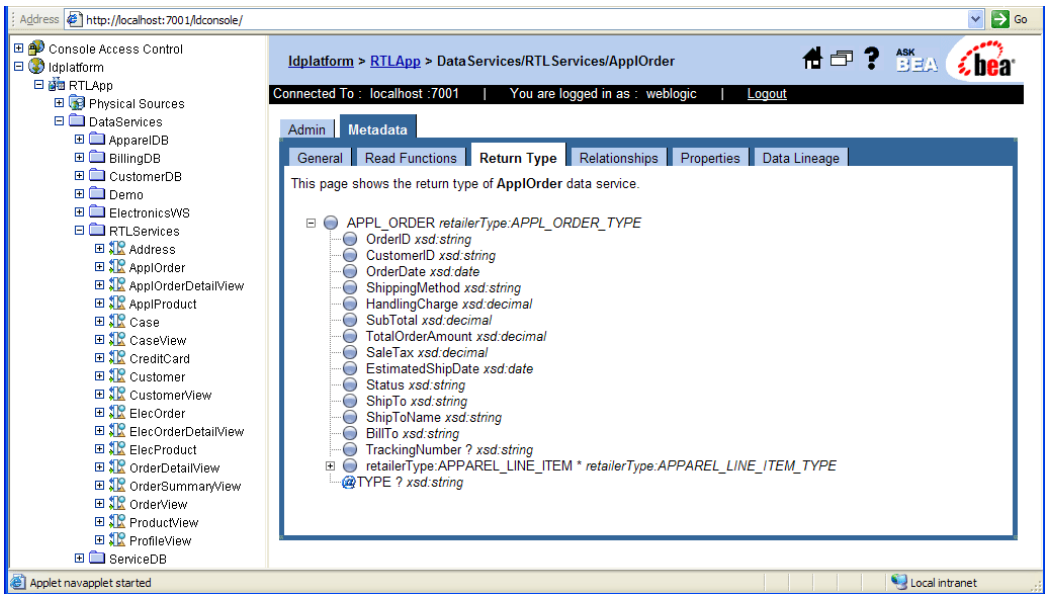 Address http://localhost:7001/ldconsole/ Go
Console Access Control
ldplatform
RTLApp
Physical Sources
DataServices
ApparelDB
BillingDB
CustomerDB
Demo
ElectronicsWS
RTLServices
Address
ApplOrder
ApplOrderDetailView
ApplProduct
Case
CaseView
CreditCard
Customer
CustomerView
ElecOrder
ElecOrderDetailView
ElecProduct
OrderDetailView
OrderSummaryView
OrderView
ProductView
ProfileView
ServiceDB
ldplatform > RTLApp > DataServices/RTLServices/ApplOrder
? ASK
BEA
bea
Connected To : localhost :7001 | You are logged in as : weblogic | Logout
Admin Metadata
General Read Functions Return Type Relationships Properties Data Lineage
This page shows the return type of ApplOrder data service.
APPL_ORDER retailerType:APPL_ORDER_TYPE
OrderID xsd:string
CustomerID xsd:string
OrderDate xsd:date
ShippingMethod xsd:string
HandlingCharge xsd:decimal
SubTotal xsd:decimal
TotalOrderAmount xsd:decimal
SaleTax xsd:decimal
EstimatedShipDate xsd:date
Status xsd:string
ShipTo xsd:string
ShipToName xsd:string
BillTo xsd:string
TrackingNumber ? xsd:string
retailerType:APPAREL_LINE_ITEM * retailerType:APPAREL_LINE_ITEM_TYPE
@TYPE ? xsd:string
Applet navapplet started
Local intranet